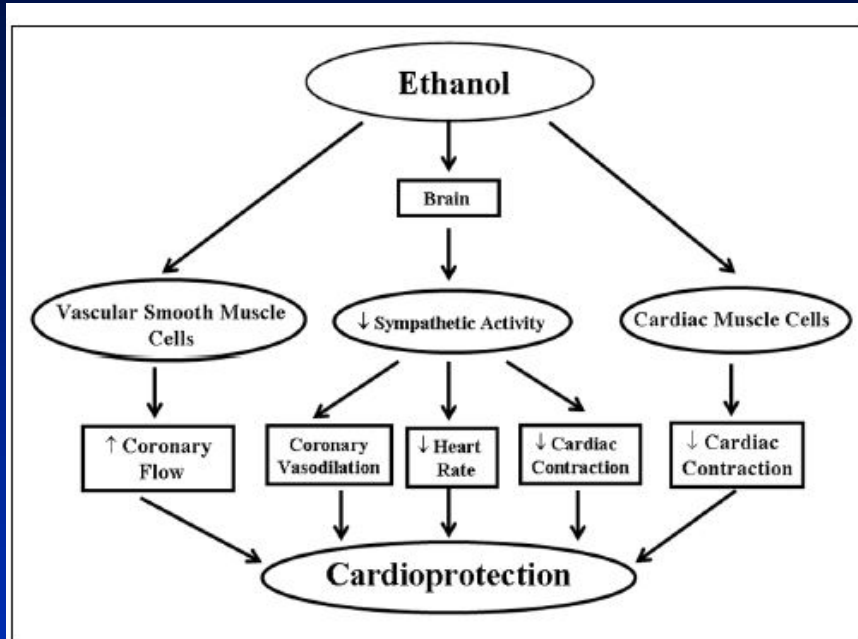 Ethanol
Brain
Vascular Smooth Muscle
Cells
↓ Sympathetic Activity
Cardiac Muscle Cells
↑ Coronary
Flow
Coronary
Vasodilation
↓ Heart
Rate
↓ Cardiac
Contraction
↓ Cardiac
Contraction
Cardioprotection